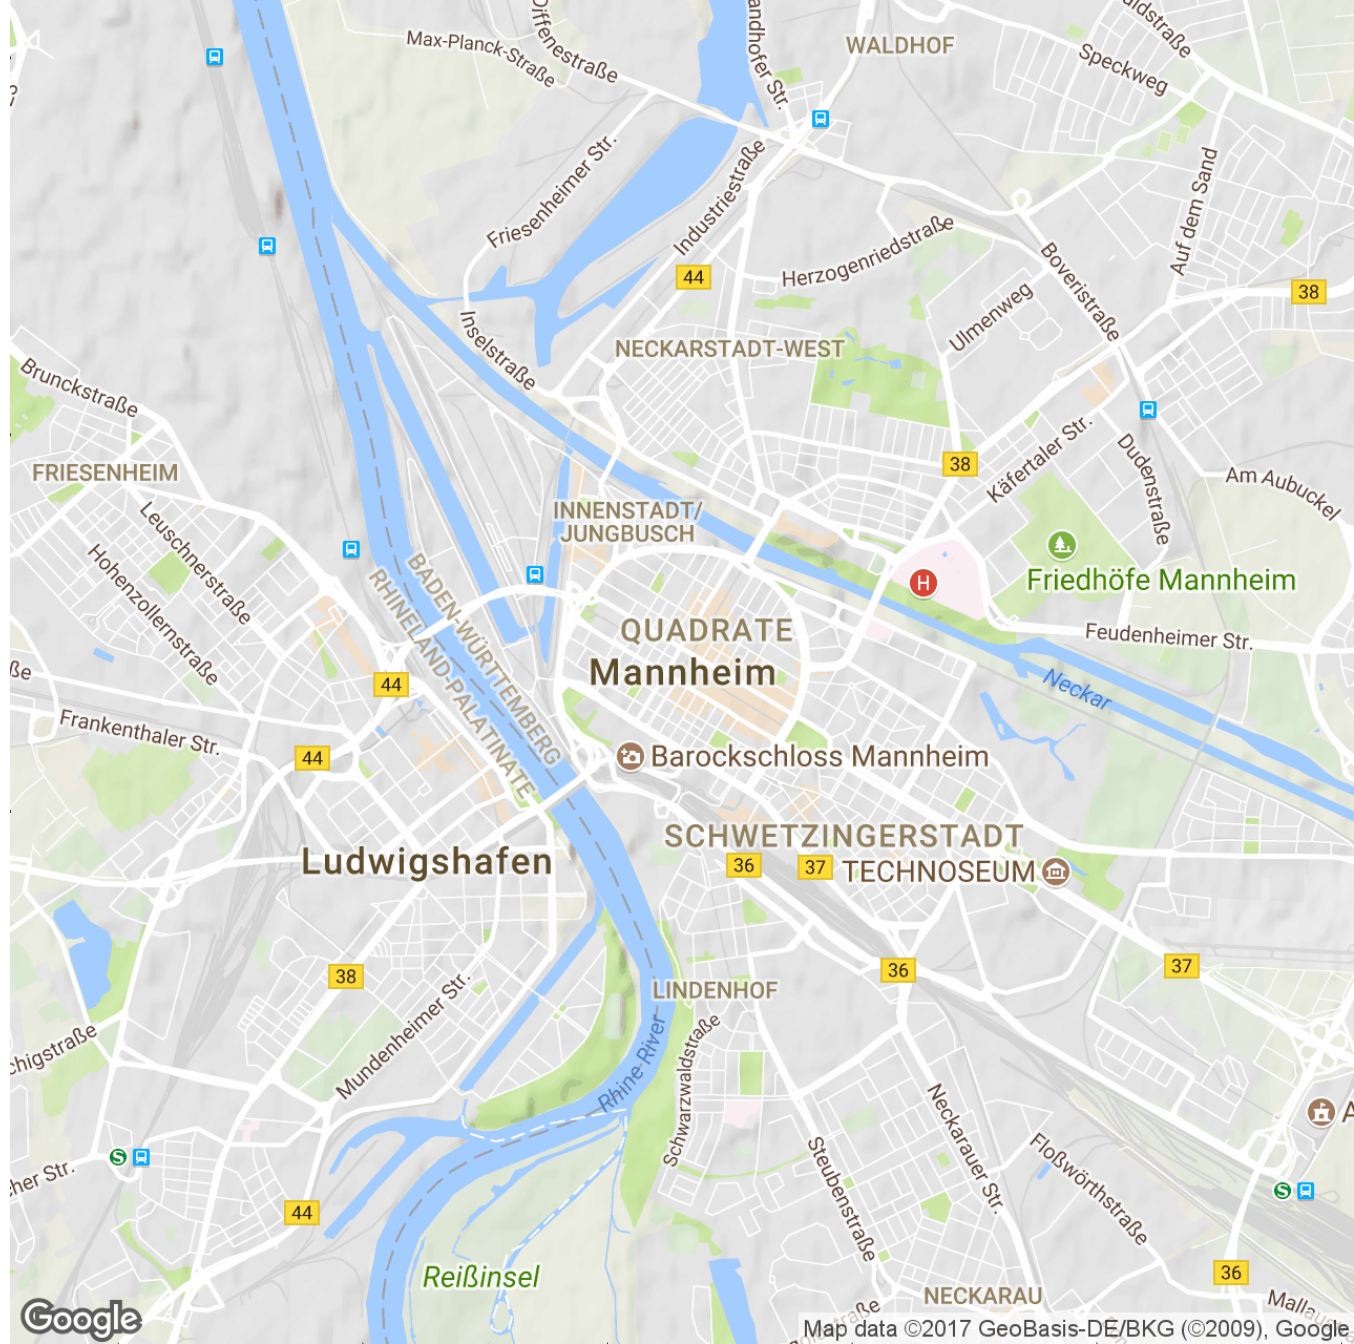 Diffenestraße
Max-Planck-Straße
WALDHOF
Speckweg
Friesenheimer Str.
Industriestraße
Auf dem Sand
Herzogenriedstraße
Boveristraße
44
38
Ulmenweg
Inselstraße
NECKARSTADT-WEST
Brunckstraße
Käfertaler Str.
38
Dudenstraße
Am Aubuckel
FRIESENHEIM
Leuschnerstraße
INNENSTADT/
JUNGBUSCH
Hohenzollernstraße
BADEN-WÜRTTEMBERG
RHINELAND-PALATINATE
H
Friedhöfe Mannheim
QUADRATE
Feudenheimer Str.
Mannheim
44
Neckar
Frankenthaler Str.
44
Barockschloss Mannheim
SCHWETZINGERSTADT
Ludwigshafen
36
37
TECHNOSEUM
38
36
37
LINDENHOF
Mundenheimer Str.
Rhine River
Schwarzwaldstraße
Neckarauer Str.
Floßwörthstraße
Steubenstraße
S
S
44
36
Reißinsel
NECKARAU
Google
Map data ©2017 GeoBasis-DE/BKG (©2009), Google